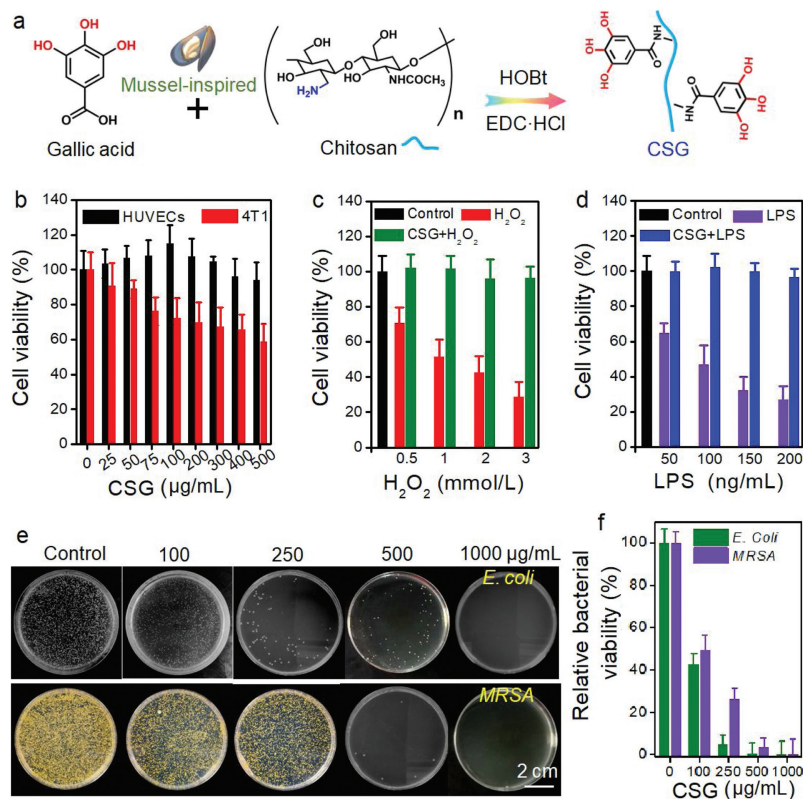 a
OH
HO
OH
O
OH
Gallic acid
Mussel-inspired
+
HO
HO
O
O
O
HO
O
HO
O
H₂N
NHCOCH₃
n
Chitosan
HOBt
EDC·HCl
HO
HO
HO
H
N
O
O
NH
OH
OH
OH
CSG
b
140
120
100
80
60
40
20
0
Cell viability (%)
HUVECs
4T1
0 25 50 75 100 200 300 400 500
CSG (µg/mL)
c
140
120
100
80
60
40
20
0
Cell viability (%)
Control
H₂O₂
CSG+H₂O₂
0.5 1 2 3
H₂O₂ (mmol/L)
d
140
120
100
80
60
40
20
0
Cell viability (%)
Control
LPS
CSG+LPS
50 100 150 200
LPS (ng/mL)
e
Control 100 250 500 1000 µg/mL
E. coli
MRSA
2 cm
f
100
80
60
40
20
0
Relative bacterial
viability (%)
E. Coli
MRSA
0 100 250 500 1000
CSG (µg/mL)